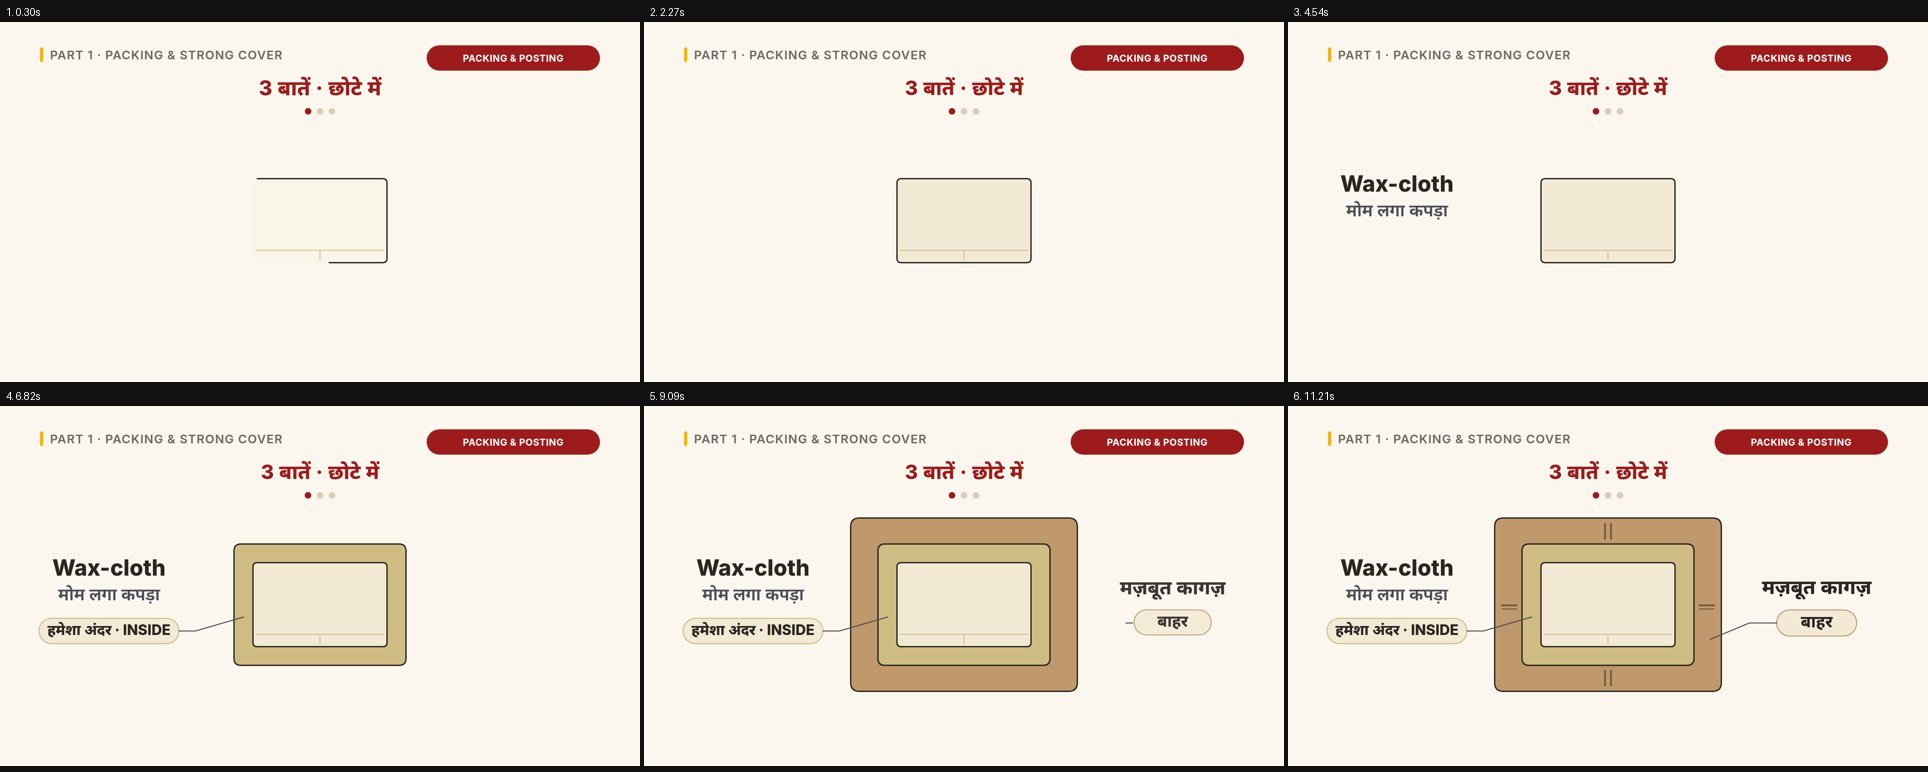 1. 0.30s
PART 1 · PACKING & STRONG COVER
PACKING & POSTING
3 बातें · छोटे में
2. 2.27s
PART 1 · PACKING & STRONG COVER
PACKING & POSTING
3 बातें · छोटे में
3. 4.54s
PART 1 · PACKING & STRONG COVER
PACKING & POSTING
3 बातें · छोटे में
Wax-cloth
मोम लगा कपड़ा
4. 6.82s
PART 1 · PACKING & STRONG COVER
PACKING & POSTING
3 बातें · छोटे में
Wax-cloth
मोम लगा कपड़ा
हमेशा अंदर · INSIDE
5. 9.09s
PART 1 · PACKING & STRONG COVER
PACKING & POSTING
3 बातें · छोटे में
Wax-cloth
मोम लगा कपड़ा
हमेशा अंदर · INSIDE
मज़बूत कागज़
बाहर
6. 11.21s
PART 1 · PACKING & STRONG COVER
PACKING & POSTING
3 बातें · छोटे में
Wax-cloth
मोम लगा कपड़ा
हमेशा अंदर · INSIDE
मज़बूत कागज़
बाहर